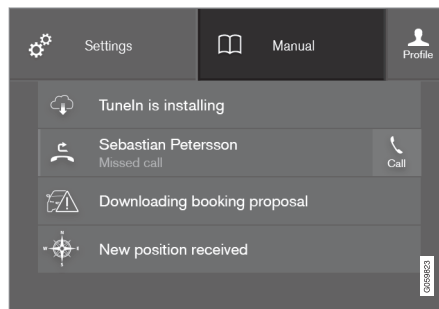 Settings
Manual
Profile
TuneIn is installing
Sebastian Petersson
Missed call
Call
Downloading booking proposal
New position received
G059823